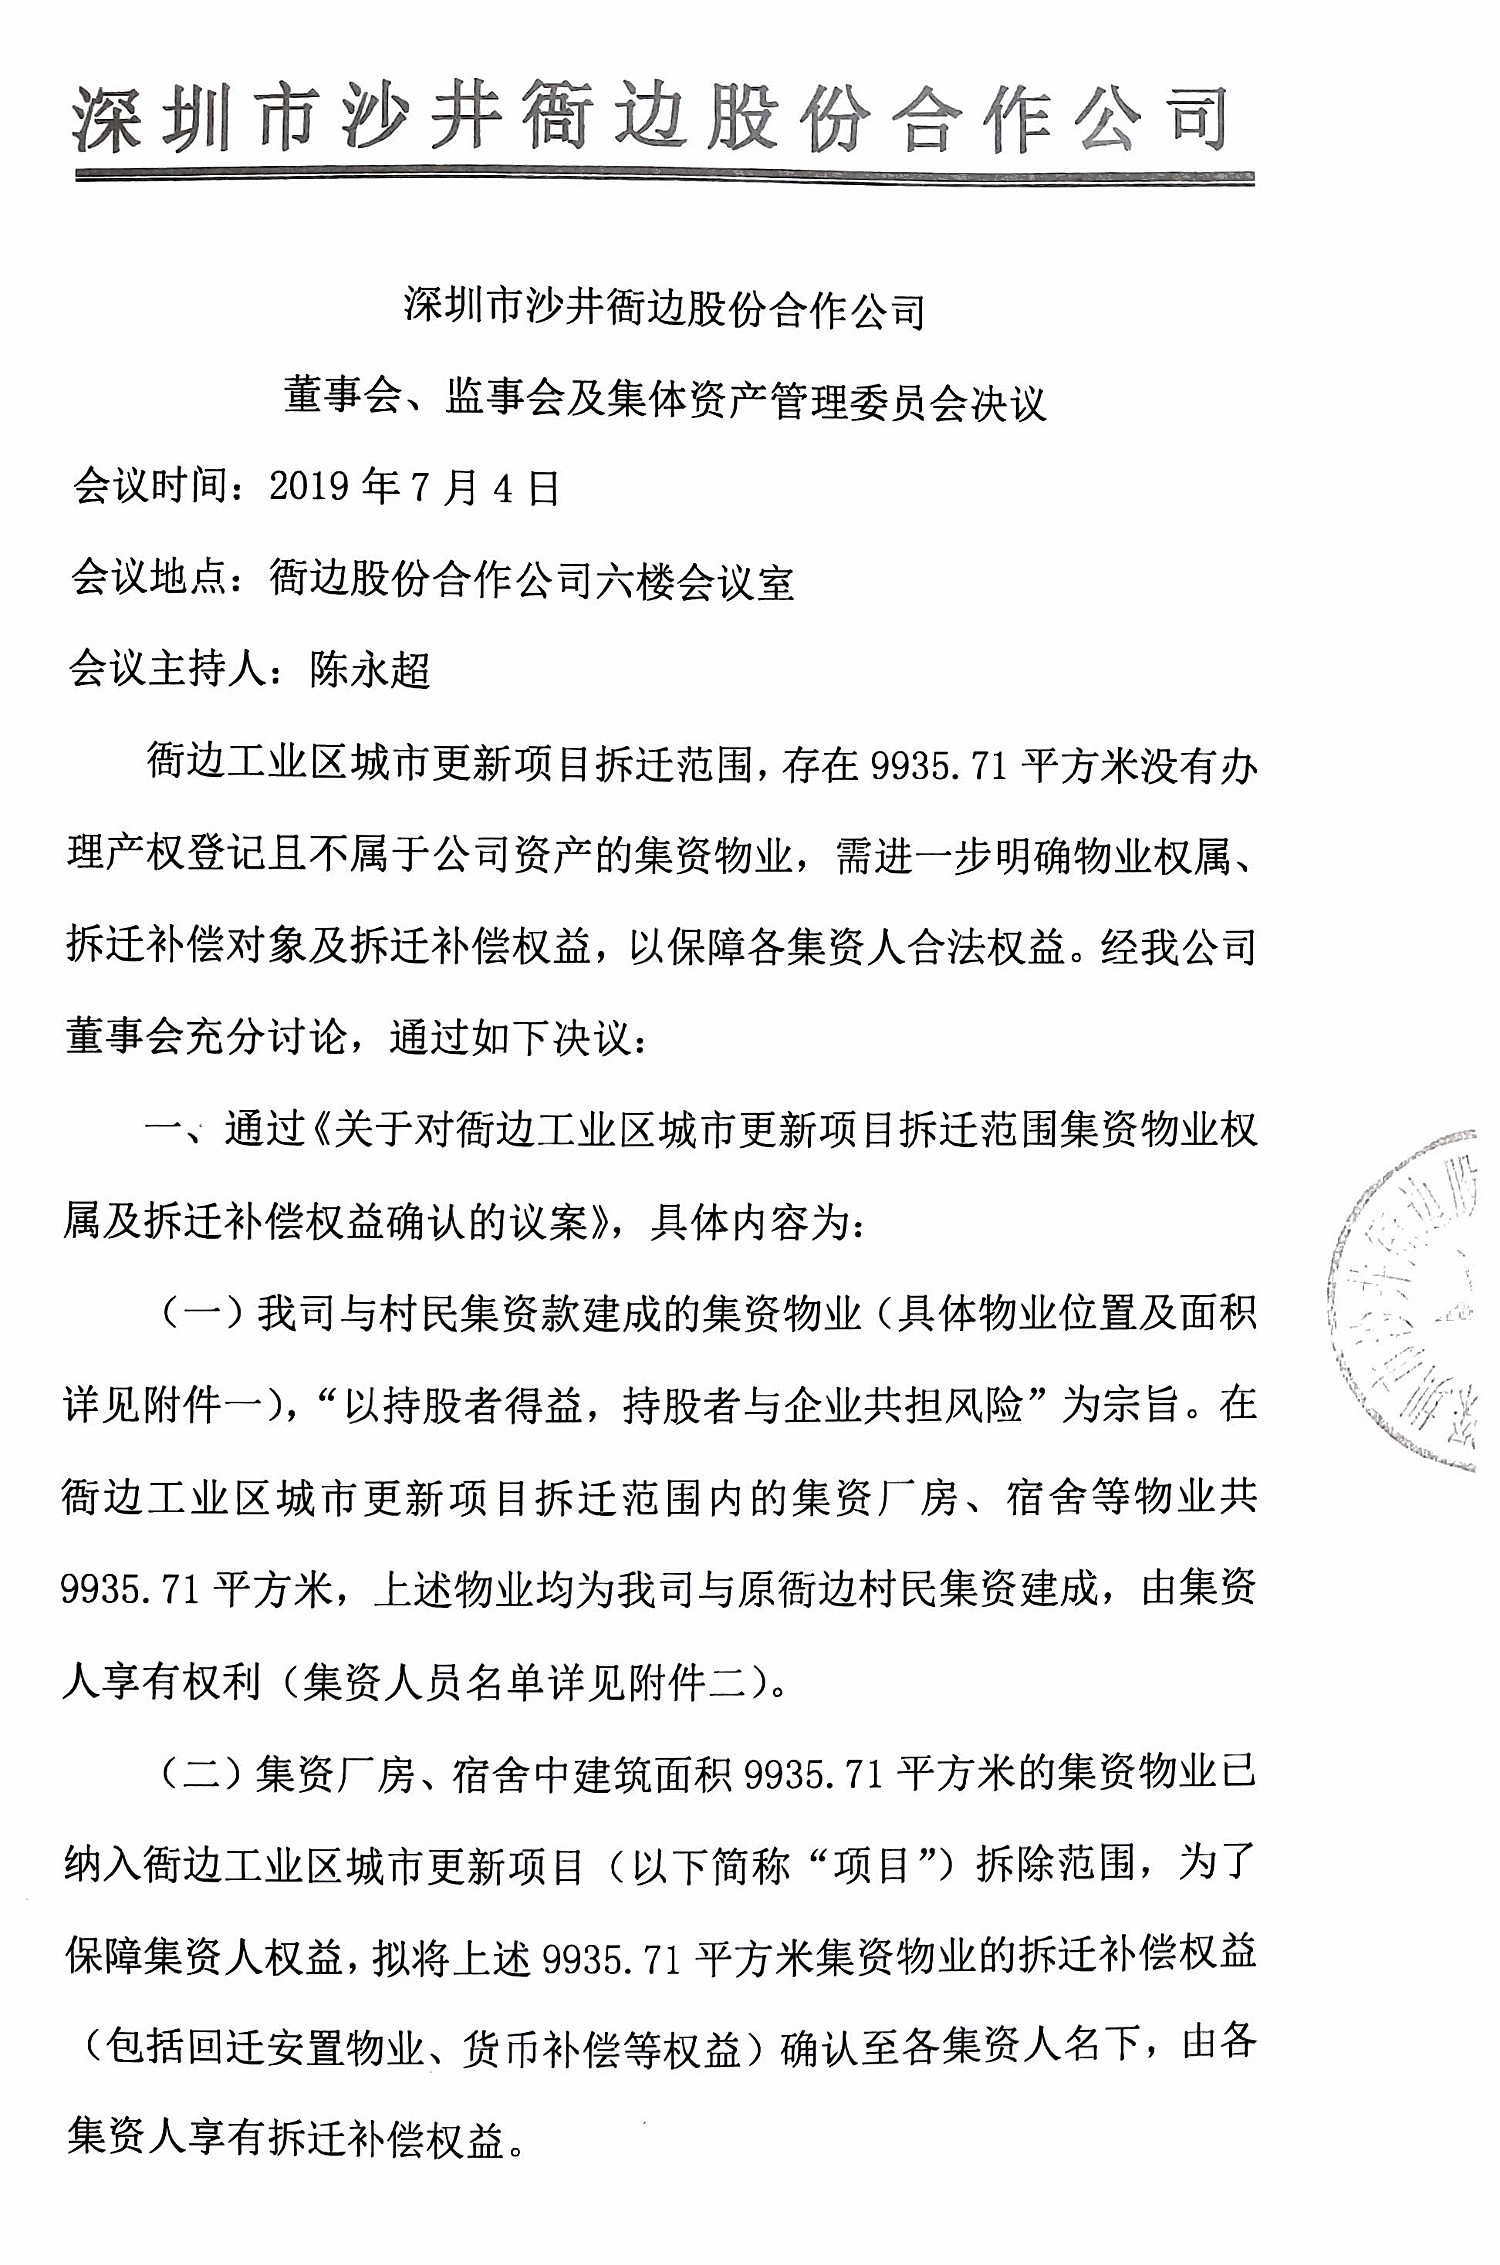 深圳市沙井衙边股份合作公司
深圳市沙井衙边股份合作公司
董事会、监事会及集体资产管理委员会决议
会议时间：2019 年 7 月 4 日
会议地点：衙边股份合作公司六楼会议室
会议主持人：陈永超
衙边工业区城市更新项目拆迁范围，存在 9935.71 平方米没有办
理产权登记且不属于公司资产的集资物业，需进一步明确物业权属、
拆迁补偿对象及拆迁补偿权益，以保障各集资人合法权益。经我公司
董事会充分讨论，通过如下决议：
一、通过《关于对衙边工业区城市更新项目拆迁范围集资物业权
属及拆迁补偿权益确认的议案》，具体内容为：
（一）我司与村民集资款建成的集资物业（具体物业位置及面积
详见附件一），“以持股者得益，持股者与企业共担风险”为宗旨。在
衙边工业区城市更新项目拆迁范围内的集资厂房、宿舍等物业共
9935.71 平方米，上述物业均为我司与原衙边村民集资建成，由集资
人享有权利（集资人员名单详见附件二）。
（二）集资厂房、宿舍中建筑面积 9935.71 平方米的集资物业已
纳入衙边工业区城市更新项目（以下简称“项目”）拆除范围，为了
保障集资人权益，拟将上述 9935.71 平方米集资物业的拆迁补偿权益
（包括回迁安置物业、货币补偿等权益）确认至各集资人名下，由各
集资人享有拆迁补偿权益。
深圳市沙井衙边股